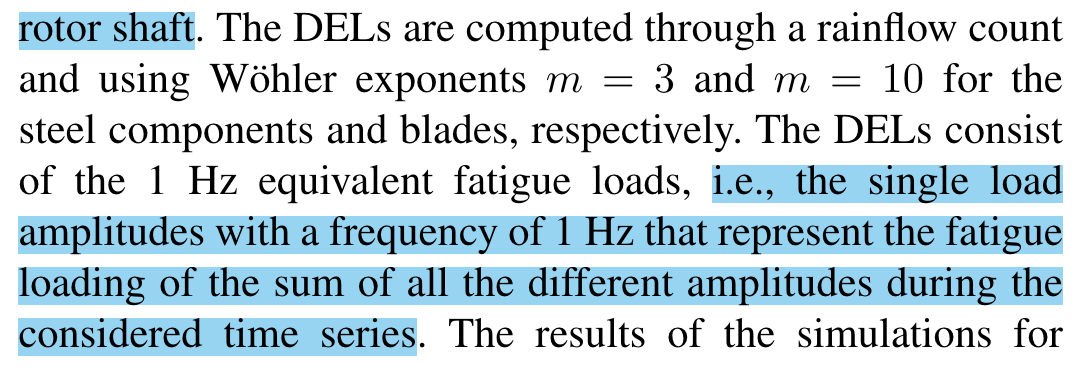 rotor shaft. The DELs are computed through a rainflow count
and using Wöhler exponents m = 3 and m = 10 for the
steel components and blades, respectively. The DELs consist
of the 1 Hz equivalent fatigue loads, i.e., the single load
amplitudes with a frequency of 1 Hz that represent the fatigue
loading of the sum of all the different amplitudes during the
considered time series. The results of the simulations for